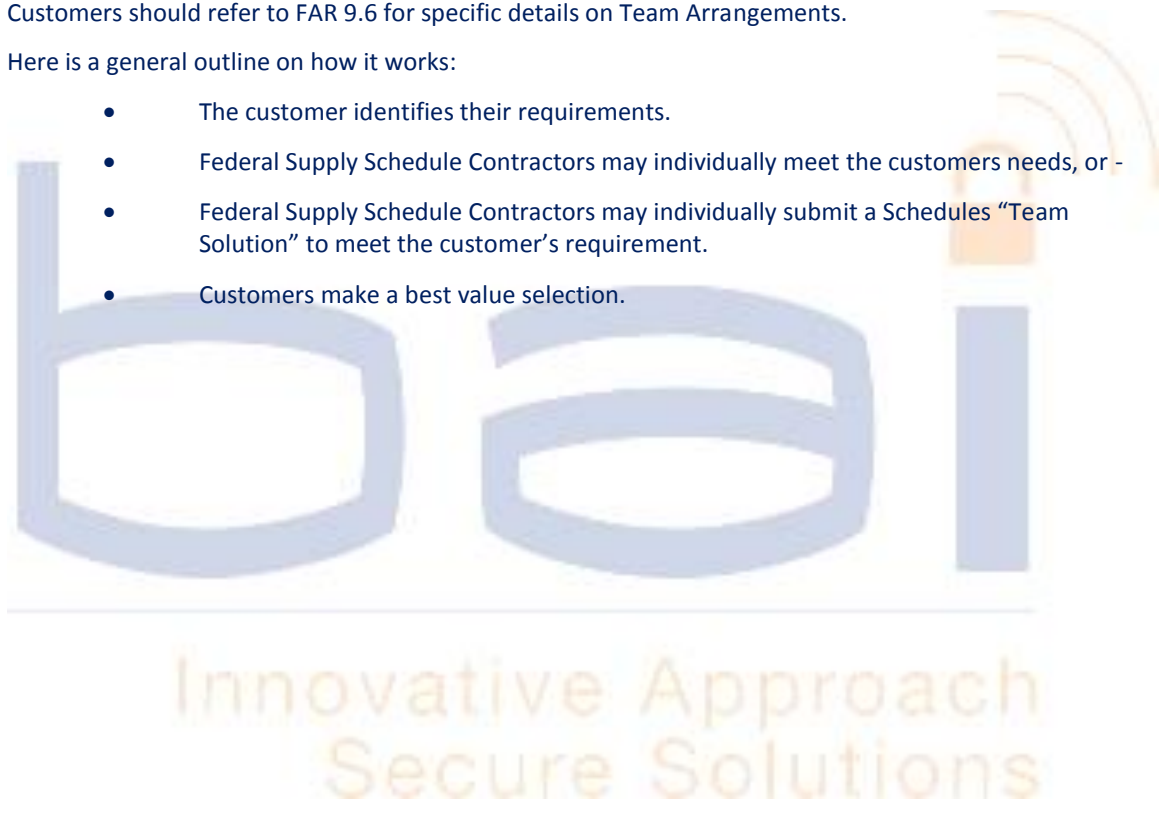 Customers should refer to FAR 9.6 for specific details on Team Arrangements.
Here is a general outline on how it works:
• The customer identifies their requirements.
• Federal Supply Schedule Contractors may individually meet the customers needs, or -
• Federal Supply Schedule Contractors may individually submit a Schedules “Team
Solution” to meet the customer’s requirement.
• Customers make a best value selection.
bai
Innovative Approach
Secure Solutions